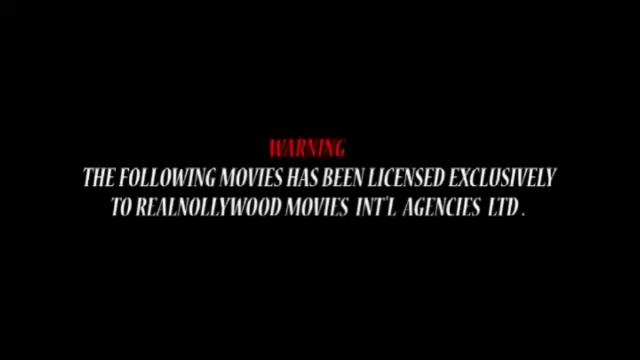 WARNING
THE FOLLOWING MOVIES HAS BEEN LICENSED EXCLUSIVELY
TO REALNOLLYWOOD MOVIES INT'L AGENCIES LTD.